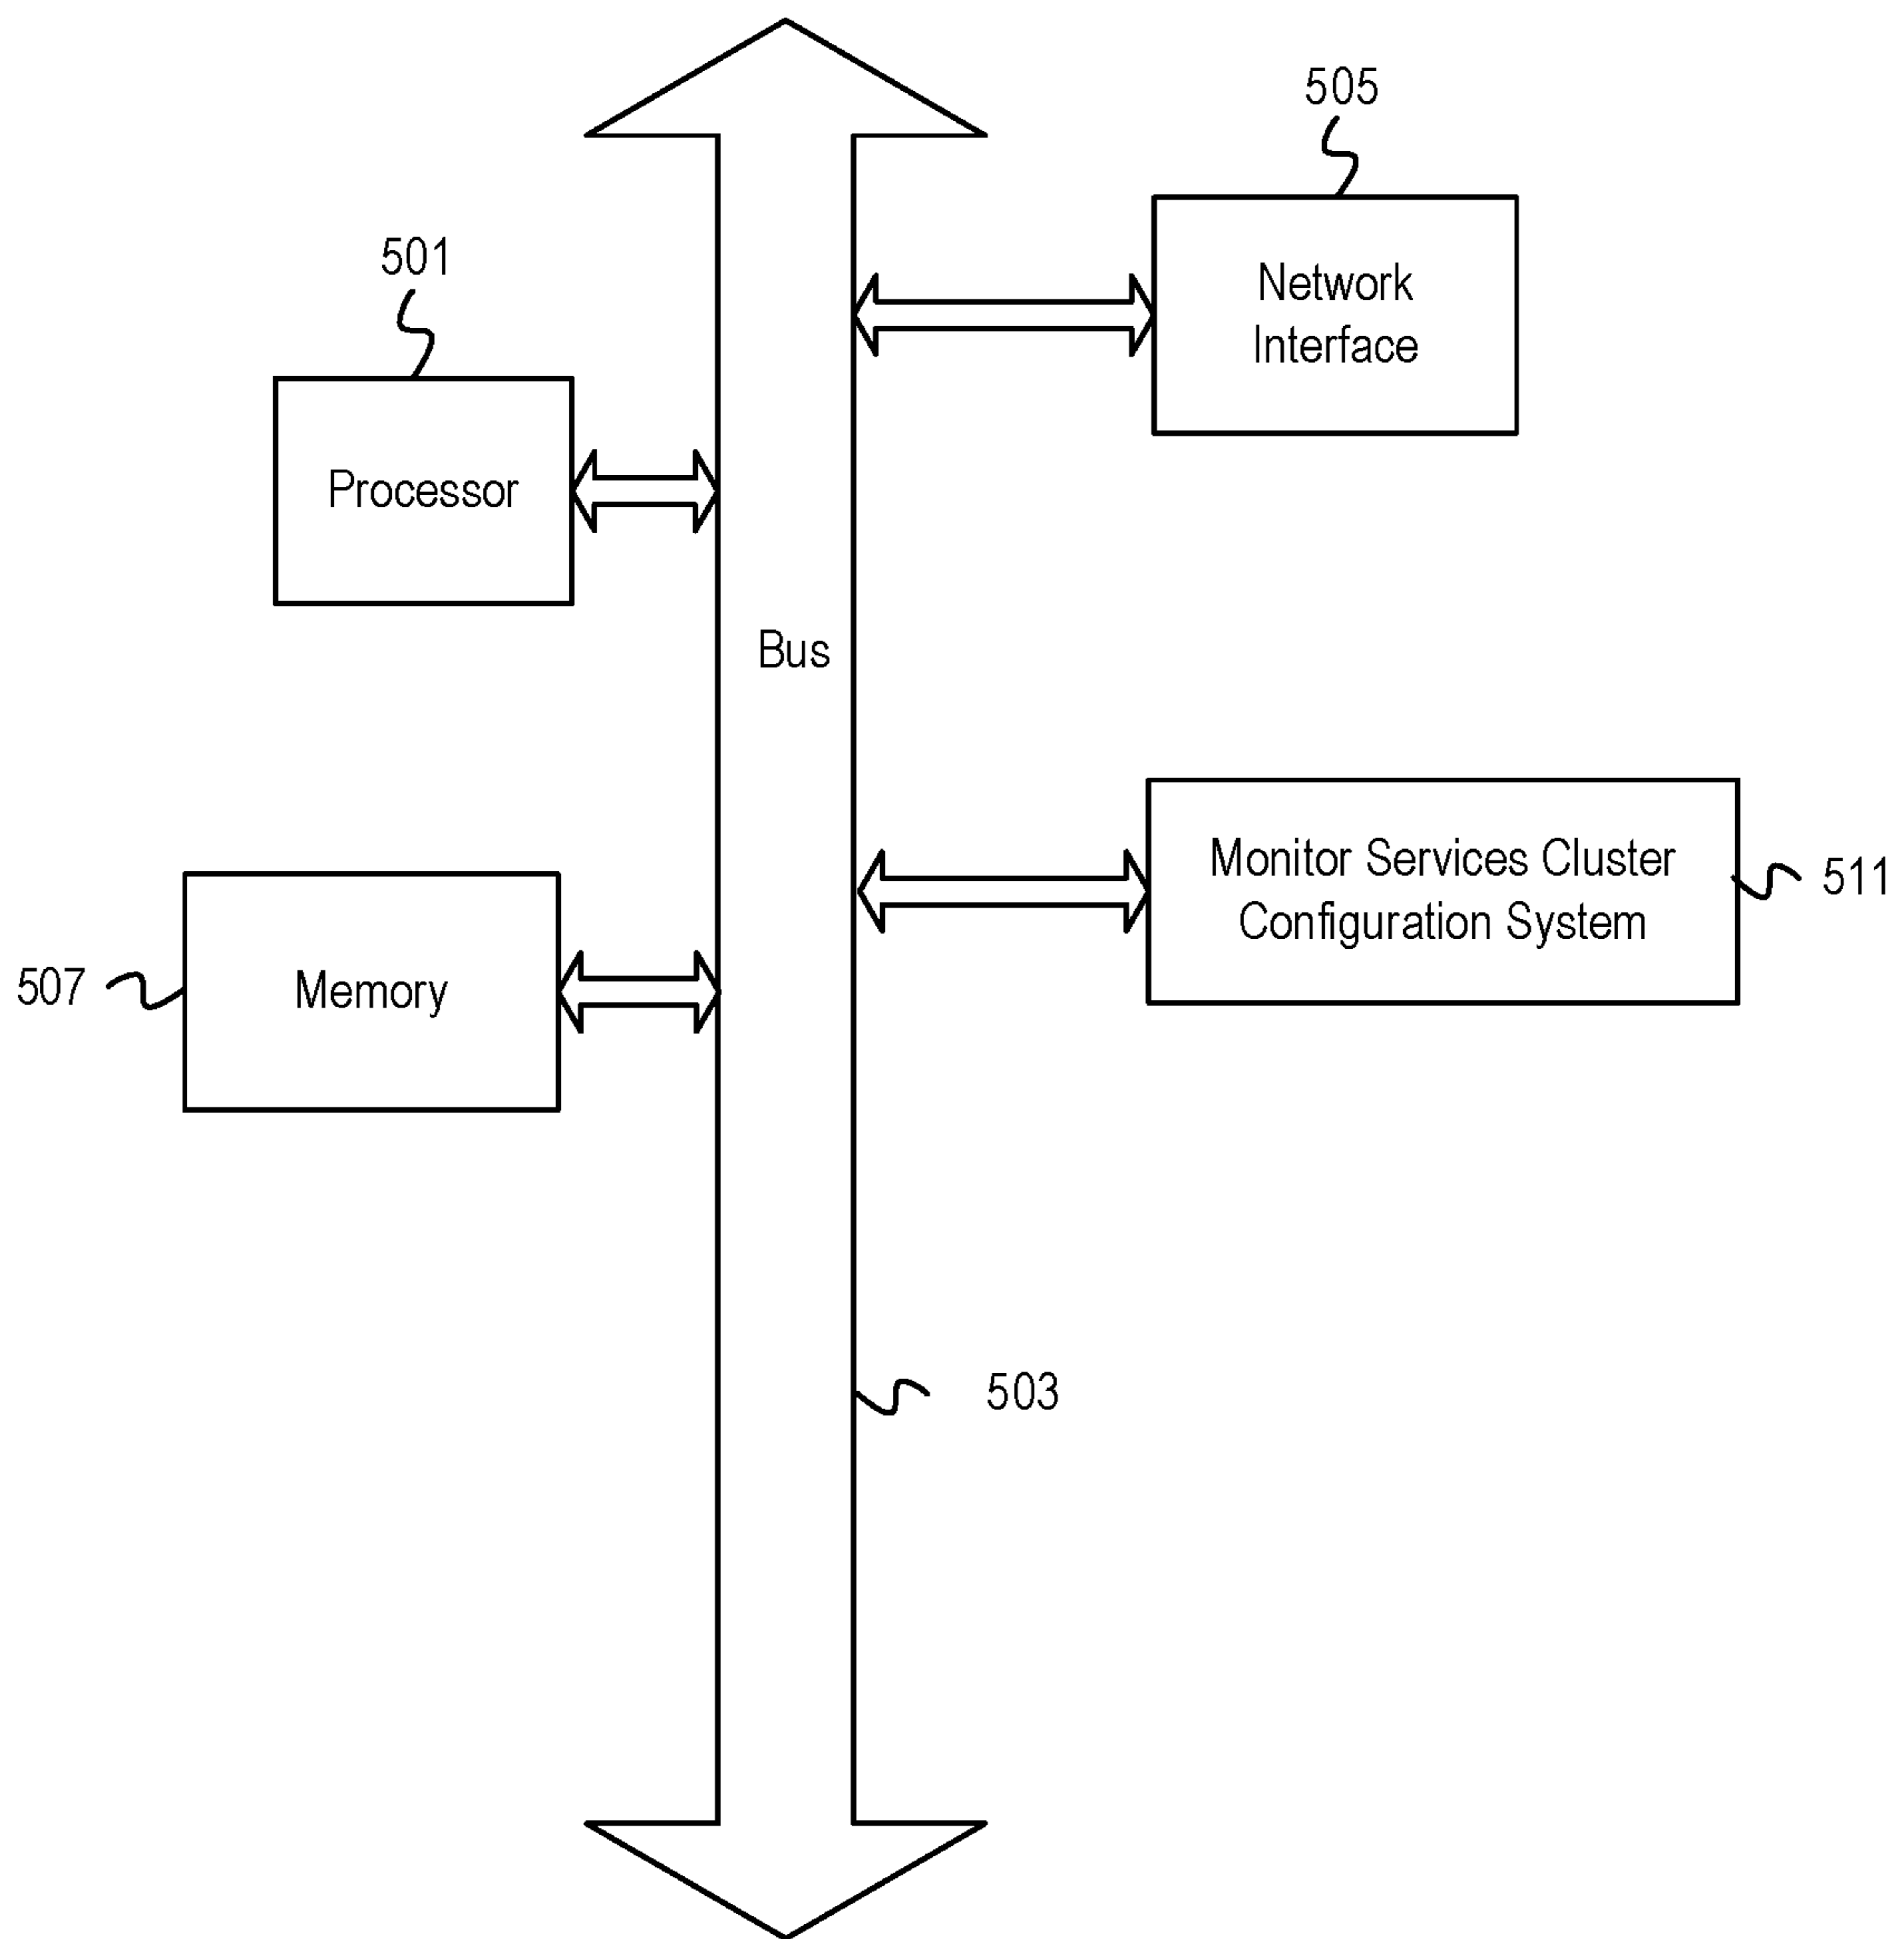 505
Network
Interface
501
Processor
Bus
Monitor Services Cluster
Configuration System
511
507
Memory
503